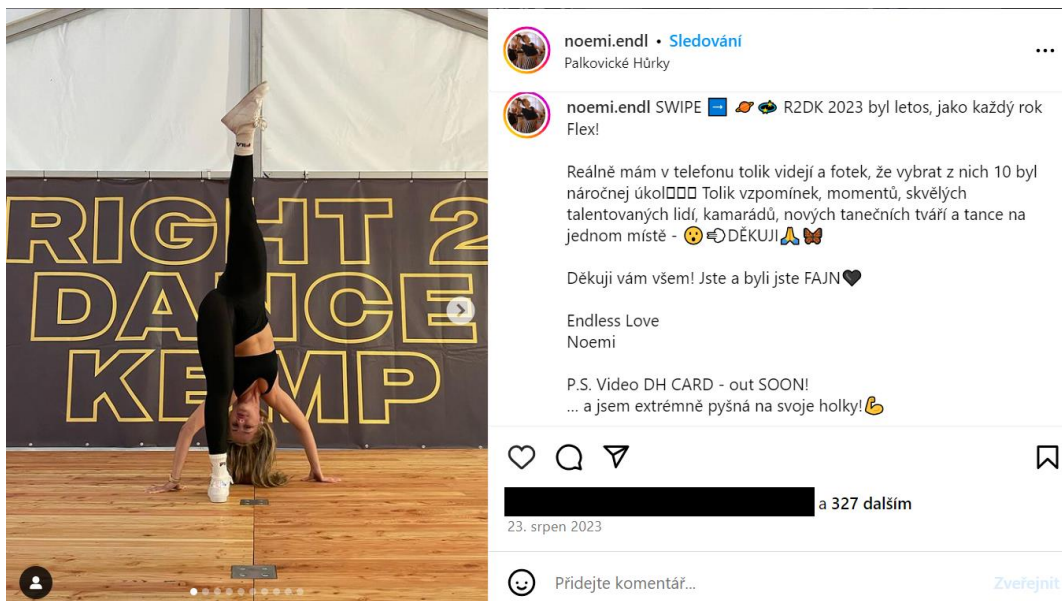 RIGHT 2
DANCE
KEMP
FILA
noemi.endl • Sledování
Palkovické Hůrky
noemi.endl SWIPE ➡️ 🪐 💫 R2DK 2023 byl letos, jako každý rok
Flex!
Reálně mám v telefonu tolik videjí a fotek, že vybrat z nich 10 byl
náročnej úkol▯▯▯ Tolik vzpomínek, momentů, skvělých
talentovaných lidí, kamarádů, nových tanečních tváří a tance na
jednom místě - 😮‍💨DĚKUJI🙏🦋
Děkuji vám všem! Jste a byli jste FAJN🖤
Endless Love
Noemi
P.S. Video DH CARD - out SOON!
... a jsem extrémně pyšná na svoje holky!💪
a 327 dalším
23. srpen 2023
Přidejte komentář...
Zveřejnit